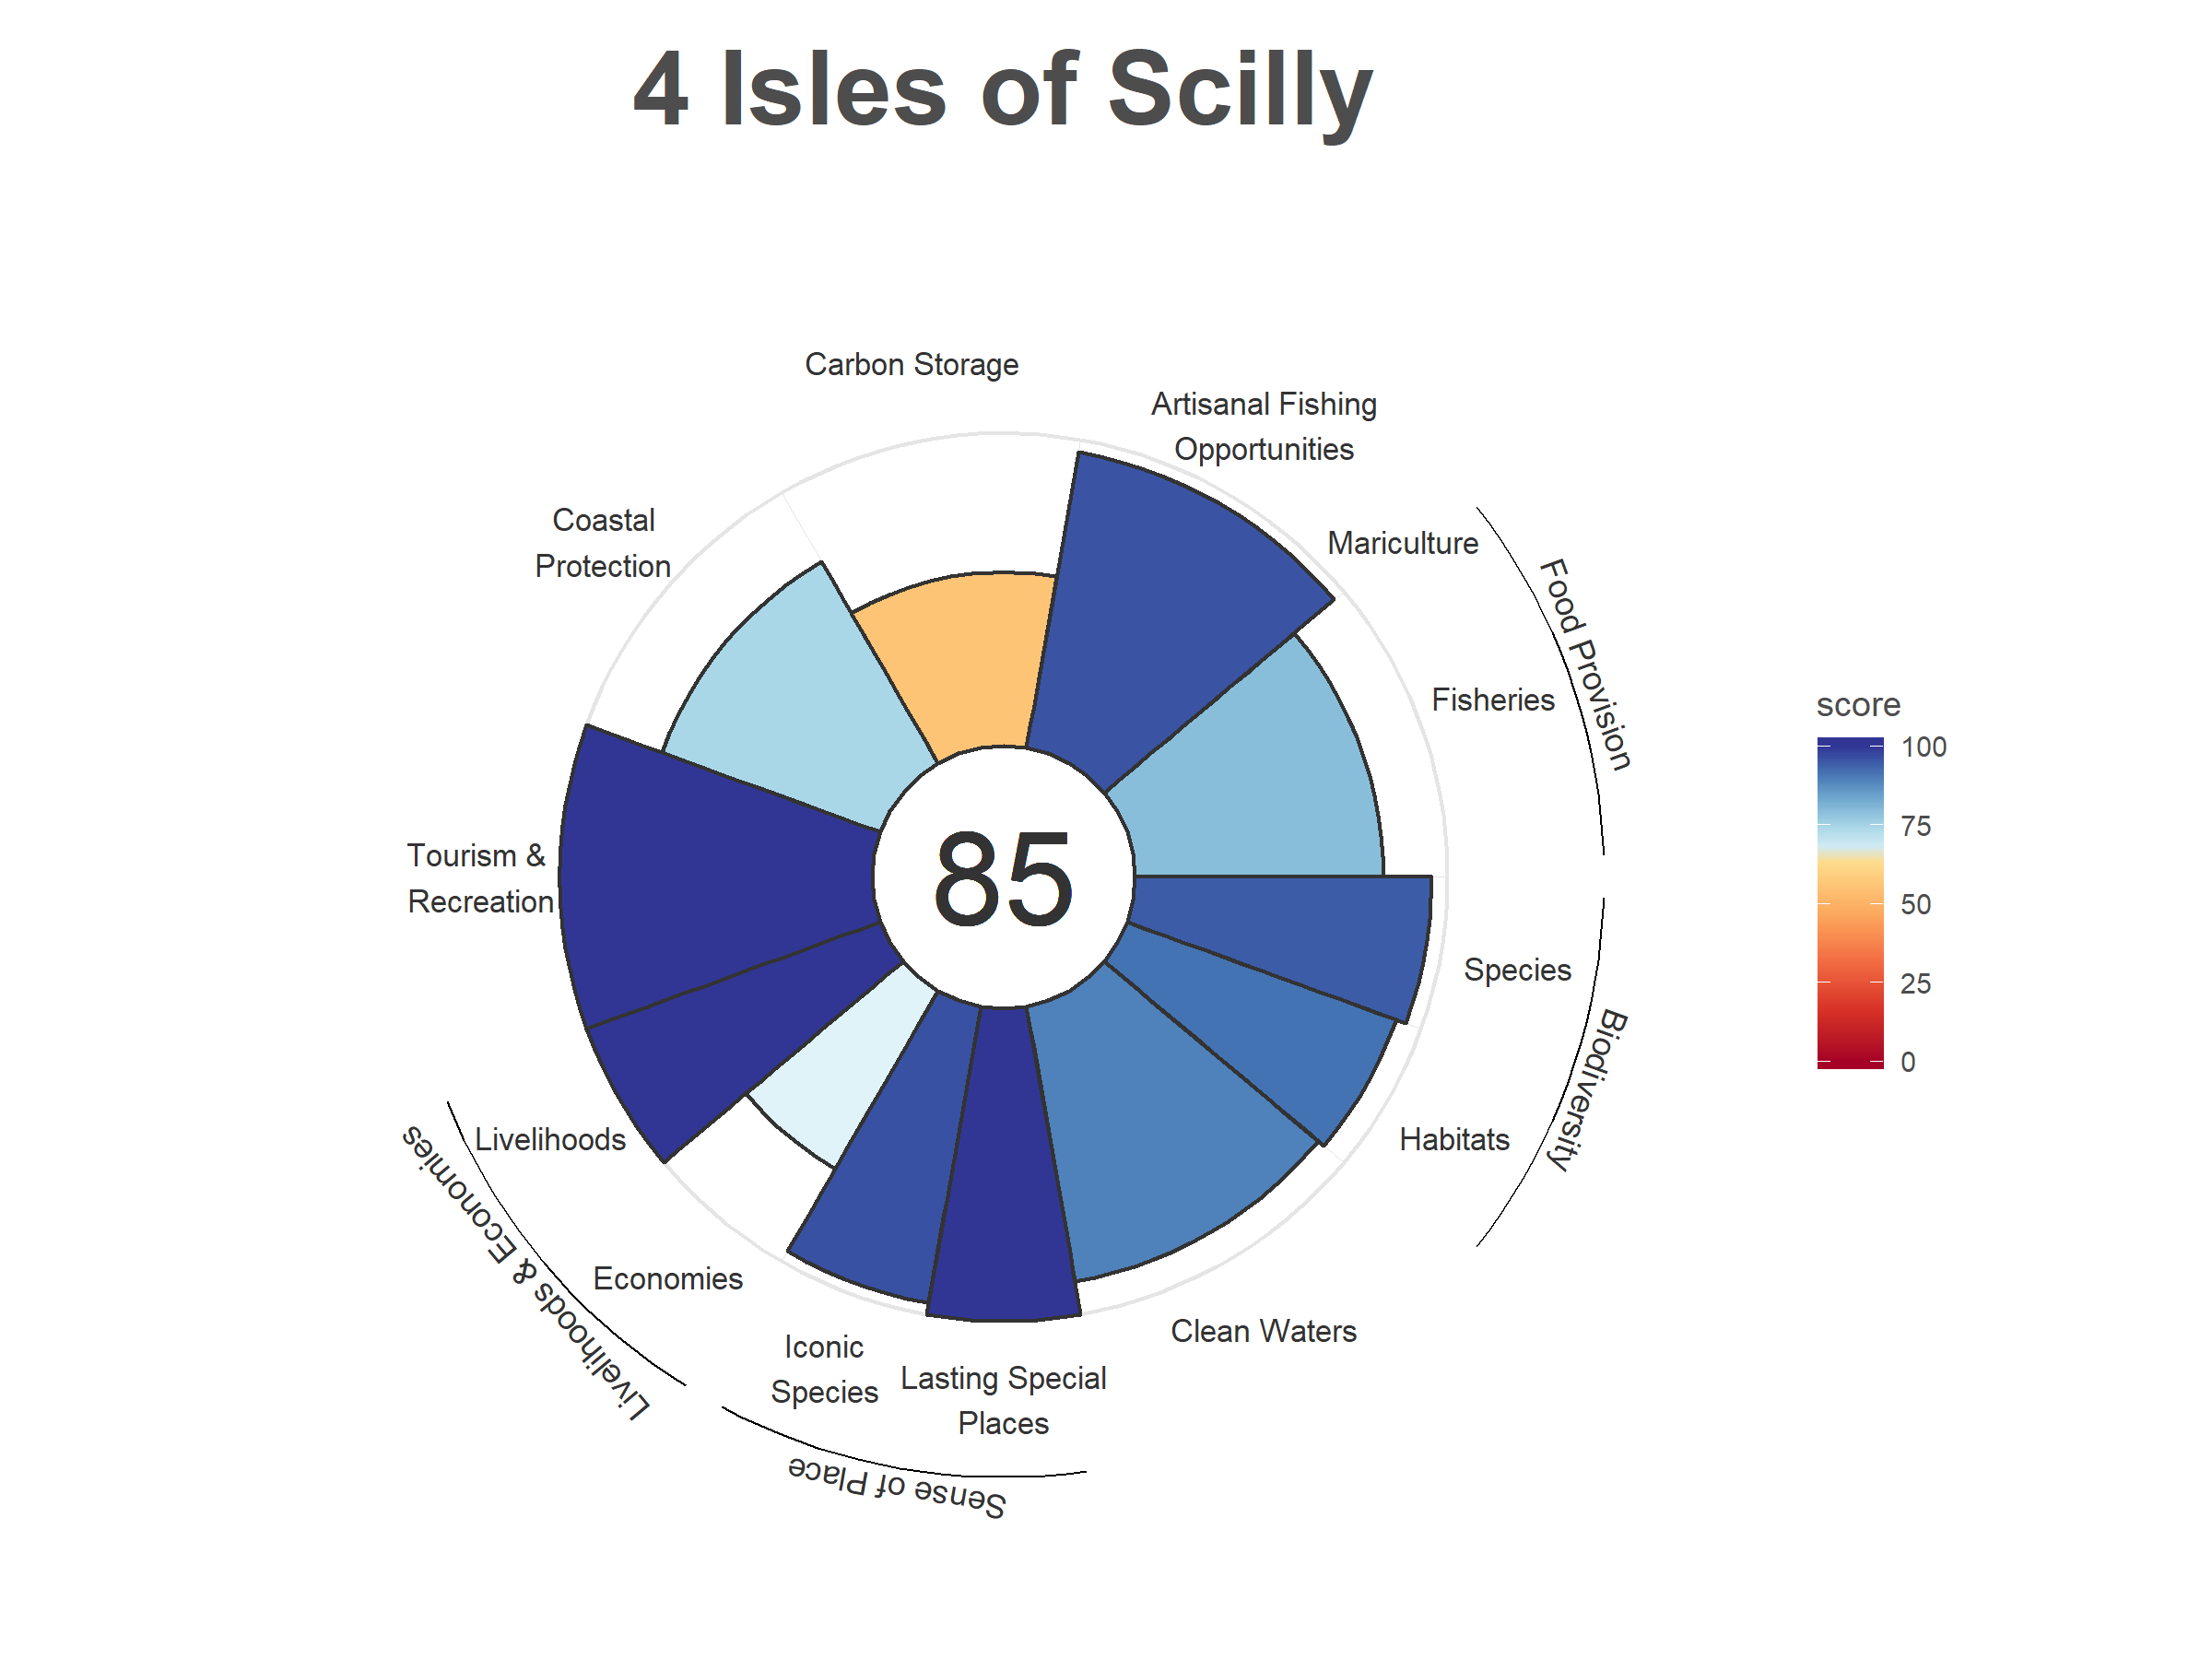 4 Isles of Scilly
Carbon Storage
Artisanal Fishing
Opportunities
Coastal
Protection
Mariculture
Food Provision
Fisheries
score
100
75
50
25
0
85
Tourism &
Recreation
Species
Biodiversity
Habitats
Livelihoods
Livelihoods & Economies
Economies
Clean Waters
Iconic
Species
Lasting Special
Places
Sense of Place